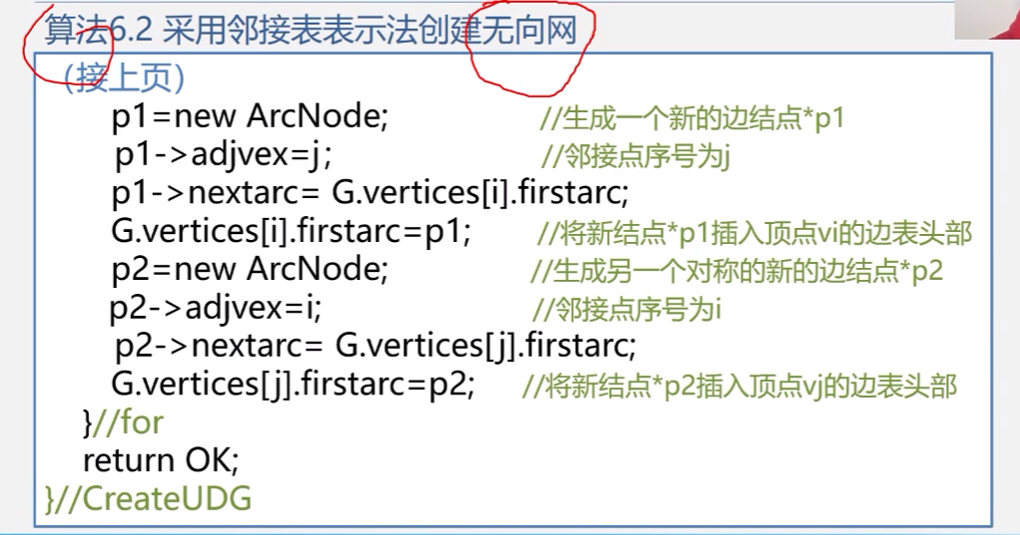 算法6.2 采用邻接表表示法创建无向网
(接上页)
p1=new ArcNode; //生成一个新的边结点*p1
p1->adjvex=j; //邻接点序号为j
p1->nextarc= G.vertices[i].firstarc;
G.vertices[i].firstarc=p1; //将新结点*p1插入顶点vi的边表头部
p2=new ArcNode; //生成另一个对称的新的边结点*p2
p2->adjvex=i; //邻接点序号为i
p2->nextarc= G.vertices[j].firstarc;
G.vertices[j].firstarc=p2; //将新结点*p2插入顶点vj的边表头部
}//for
return OK;
}//CreateUDG